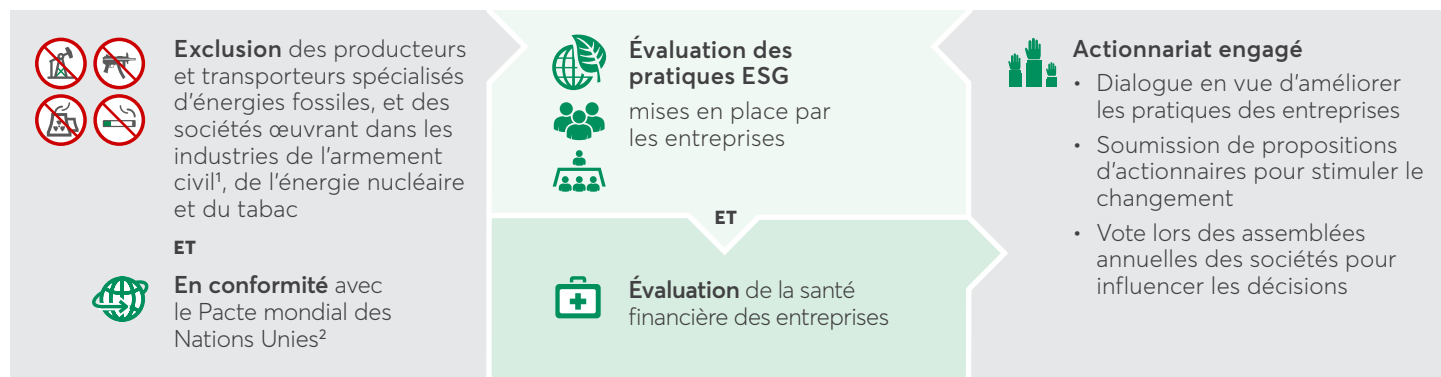 Exclusion des producteurs
et transporteurs spécialisés
d'énergies fossiles, et des
sociétés œuvrant dans les
industries de l'armement
civil¹, de l'énergie nucléaire
et du tabac
ET
En conformité avec
le Pacte mondial des
Nations Unies²
Évaluation des
pratiques ESG
mises en place par
les entreprises
ET
Évaluation de la santé
financière des entreprises
Actionnariat engagé
• Dialogue en vue d'améliorer
les pratiques des entreprises
• Soumission de propositions
d'actionnaires pour stimuler le
changement
• Vote lors des assemblées
annuelles des sociétés pour
influencer les décisions